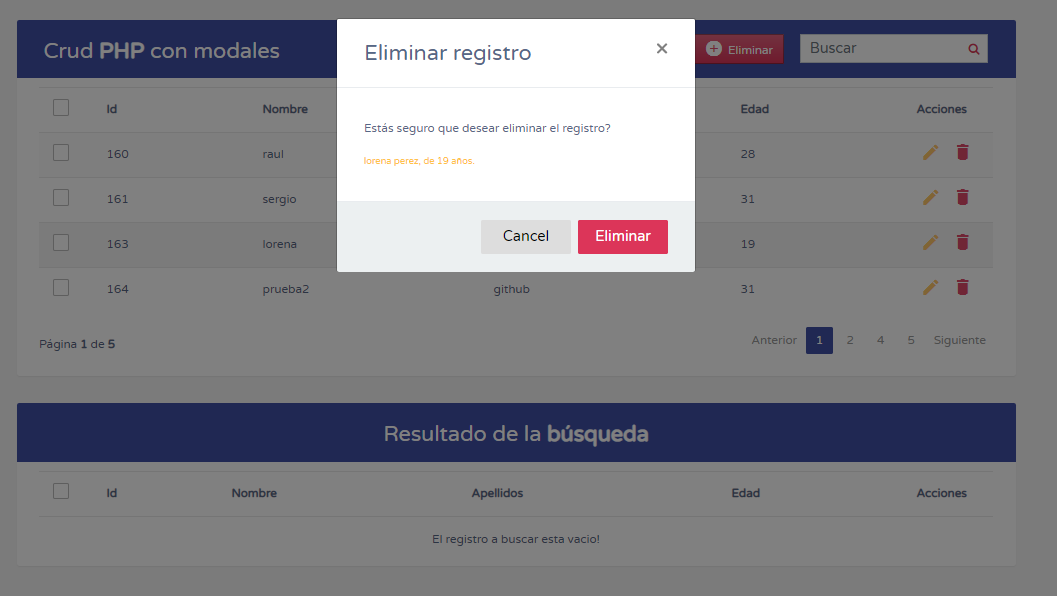 Crud PHP con modales
Eliminar registro ×
Eliminar
Buscar
Id Nombre Edad Acciones
Estás seguro que desear eliminar el registro?
160 raul 28
lorena perez, de 19 años.
161 sergio 31
163 lorena 19
Cancel Eliminar
164 prueba2 github 31
Página 1 de 5
Anterior 1 2 4 5 Siguiente
Resultado de la búsqueda
Id Nombre Apellidos Edad Acciones
El registro a buscar esta vacio!